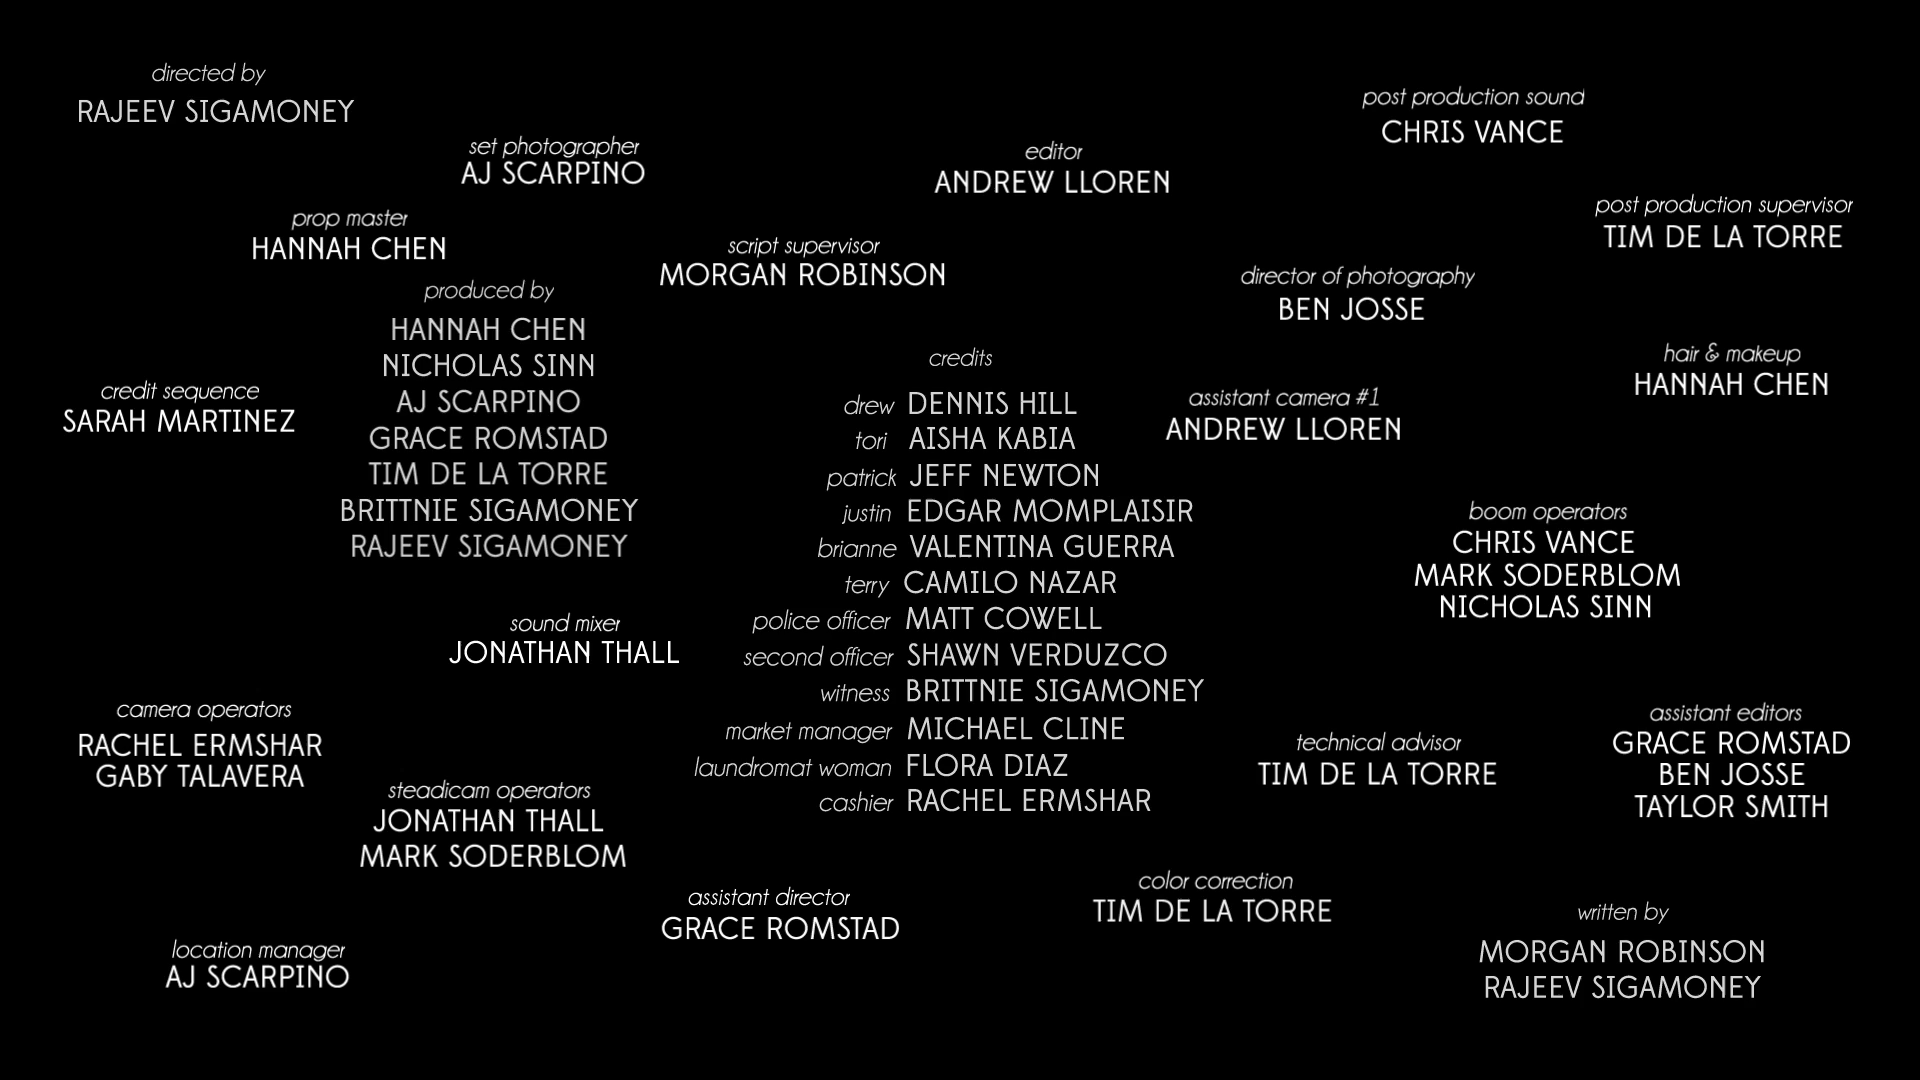 directed by
RAJEEV SIGAMONEY
set photographer
AJ SCARPINO
prop master
HANNAH CHEN
produced by
HANNAH CHEN
NICHOLAS SINN
AJ SCARPINO
GRACE ROMSTAD
TIM DE LA TORRE
BRITTNIE SIGAMONEY
RAJEEV SIGAMONEY
credit sequence
SARAH MARTINEZ
script supervisor
MORGAN ROBINSON
editor
ANDREW LLOREN
post production sound
CHRIS VANCE
post production supervisor
TIM DE LA TORRE
director of photography
BEN JOSSE
hair & makeup
HANNAH CHEN
assistant camera #1
ANDREW LLOREN
credits
drew DENNIS HILL
tori AISHA KABIA
patrick JEFF NEWTON
justin EDGAR MOMPLAISIR
brianne VALENTINA GUERRA
terry CAMILO NAZAR
police officer MATT COWELL
second officer SHAWN VERDUZCO
witness BRITTNIE SIGAMONEY
market manager MICHAEL CLINE
laundromat woman FLORA DIAZ
cashier RACHEL ERMSHAR
boom operators
CHRIS VANCE
MARK SODERBLOM
NICHOLAS SINN
sound mixer
JONATHAN THALL
camera operators
RACHEL ERMSHAR
GABY TALAVERA
steadicam operators
JONATHAN THALL
MARK SODERBLOM
technical advisor
TIM DE LA TORRE
assistant editors
GRACE ROMSTAD
BEN JOSSE
TAYLOR SMITH
assistant director
GRACE ROMSTAD
color correction
TIM DE LA TORRE
location manager
AJ SCARPINO
written by
MORGAN ROBINSON
RAJEEV SIGAMONEY